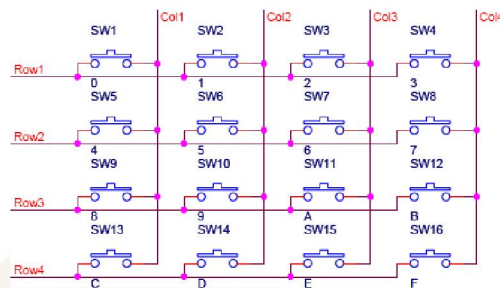 Col1 Col2 Col3 Col4
SW1 SW2 SW3 SW4
Row1
0 1 2 3
SW5 SW6 SW7 SW8
Row2
4 5 6 7
SW9 SW10 SW11 SW12
Row3
8 9 A B
SW13 SW14 SW15 SW16
Row4
C D E F